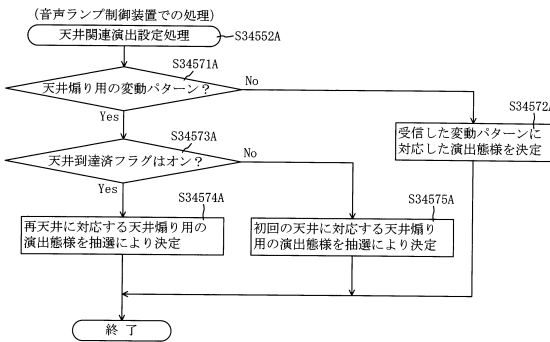 (音声ランプ制御装置での処理)
天井関連演出設定処理
S34552A
S34571A
天井煽り用の変動パターン?
No
Yes
S34572A
受信した変動パターンに
対応した演出態様を決定
S34573A
天井到達済フラグはオン?
No
Yes
S34574A
再天井に対応する天井煽り用の
演出態様を抽選により決定
S34575A
初回の天井に対応する天井煽り
用の演出態様を抽選により決定
終了